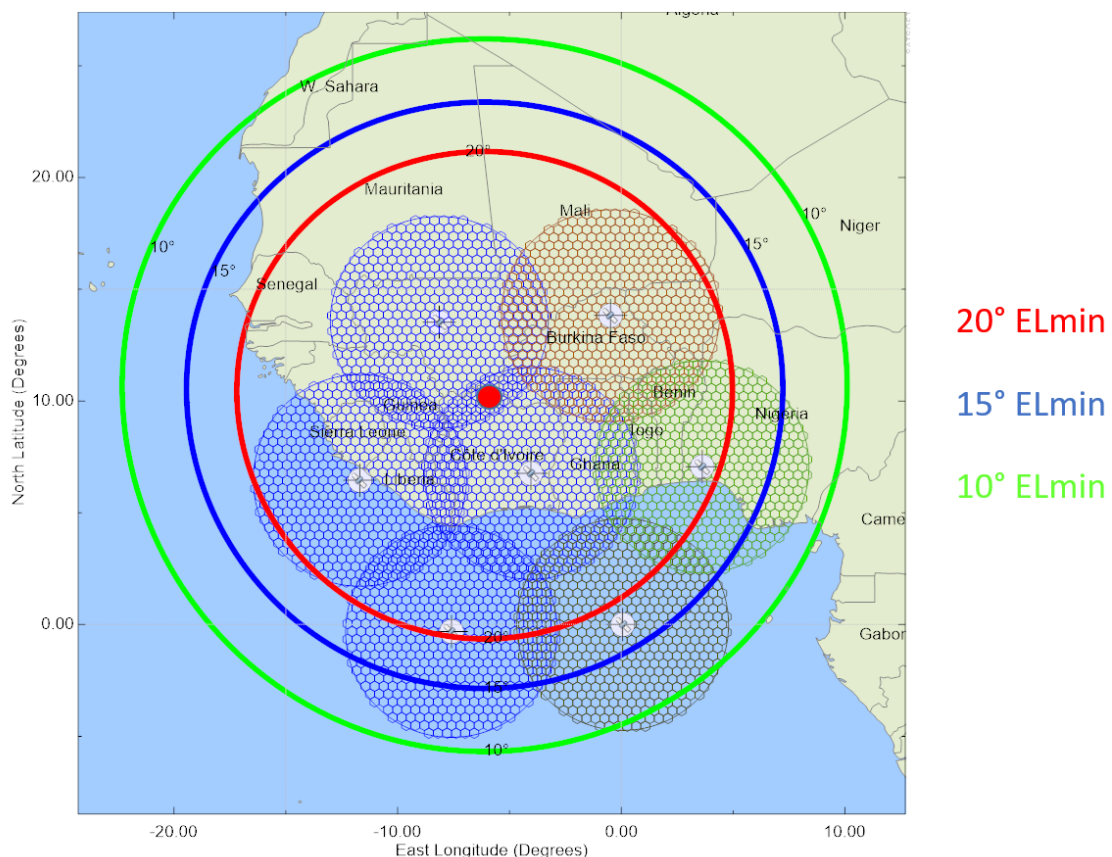 Algeria
W. Sahara
20.00
20°
Mauritania
Mali
10°
Niger
10°
15°
15°
Senegal
20° ELmin
Burkina Faso
15° ELmin
10.00
Benin
Guinea
Nigeria
Sierra Leone
Togo
Côte d'Ivoire
Ghana
Liberia
10° ELmin
Came
0.00
20°
Gabor
15°
10°
-20.00
-10.00
0.00
10.00
East Longitude (Degrees)
North Latitude (Degrees)